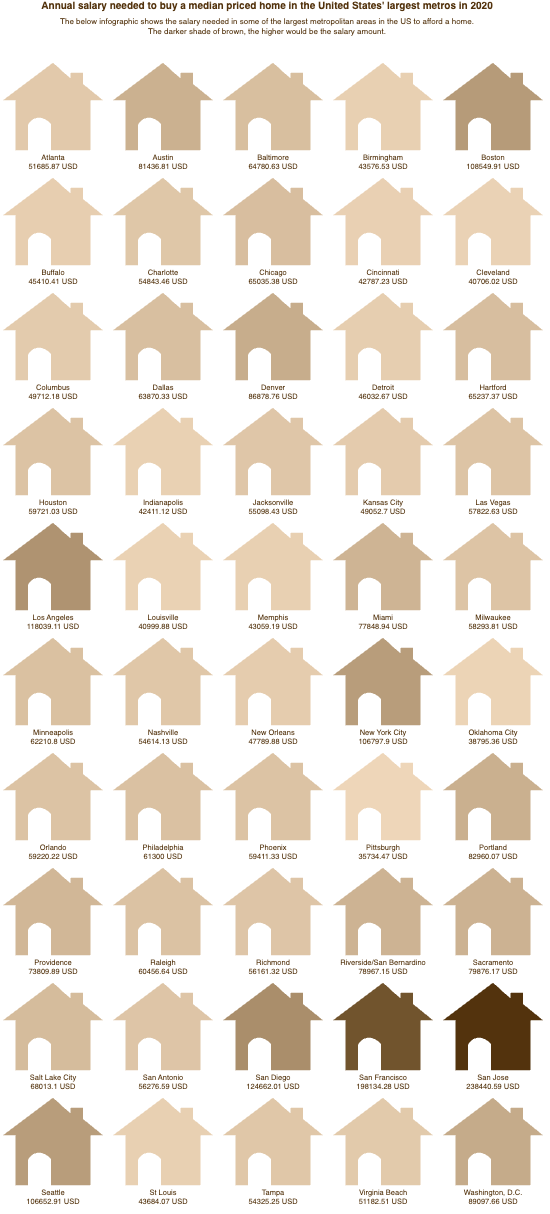 Annual salary needed to buy a median priced home in the United States' largest metros in 2020
The below infographic shows the salary needed in some of the largest metropolitan areas in the US to afford a home.
The darker shade of brown, the higher would be the salary amount.
Atlanta
51685.87 USD
Austin
81436.81 USD
Baltimore
64780.63 USD
Birmingham
43576.53 USD
Boston
108549.91 USD
Buffalo
45410.41 USD
Charlotte
54843.46 USD
Chicago
65035.38 USD
Cincinnati
42787.23 USD
Cleveland
40706.02 USD
Columbus
49712.18 USD
Dallas
63870.33 USD
Denver
86878.76 USD
Detroit
46032.67 USD
Hartford
65237.37 USD
Houston
59721.03 USD
Indianapolis
42411.12 USD
Jacksonville
55098.43 USD
Kansas City
49052.7 USD
Las Vegas
57822.63 USD
Los Angeles
118039.11 USD
Louisville
40999.88 USD
Memphis
43059.19 USD
Miami
77848.94 USD
Milwaukee
58293.81 USD
Minneapolis
62210.8 USD
Nashville
54614.13 USD
New Orleans
47789.88 USD
New York City
106797.9 USD
Oklahoma City
38795.36 USD
Orlando
59220.22 USD
Philadelphia
61300 USD
Phoenix
59411.33 USD
Pittsburgh
35734.47 USD
Portland
82960.07 USD
Providence
73809.89 USD
Raleigh
60456.64 USD
Richmond
56161.32 USD
Riverside/San Bernardino
78967.15 USD
Sacramento
79876.17 USD
Salt Lake City
68013.1 USD
San Antonio
56276.59 USD
San Diego
124662.01 USD
San Francisco
198134.28 USD
San Jose
238440.59 USD
Seattle
106652.91 USD
St Louis
43684.07 USD
Tampa
54325.25 USD
Virginia Beach
51182.51 USD
Washington, D.C.
89097.66 USD